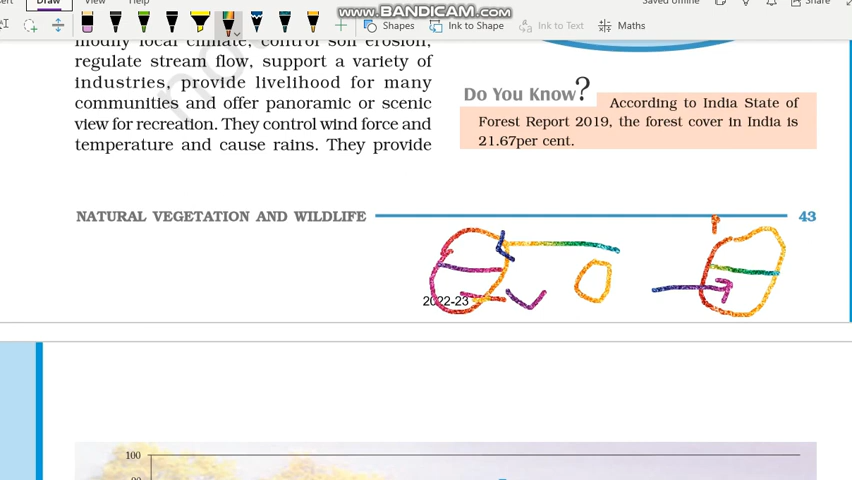 www.BANDICAM.com
Draw View Help Saved offline Share
Shapes Ink to Shape Ink to Text Maths
modify local climate, control soil erosion,
regulate stream flow, support a variety of
industries, provide livelihood for many
communities and offer panoramic or scenic
view for recreation. They control wind force and
temperature and cause rains. They provide
Do You Know?
According to India State of
Forest Report 2019, the forest cover in India is
21.67per cent.
NATURAL VEGETATION AND WILDLIFE 43
2022-23
100